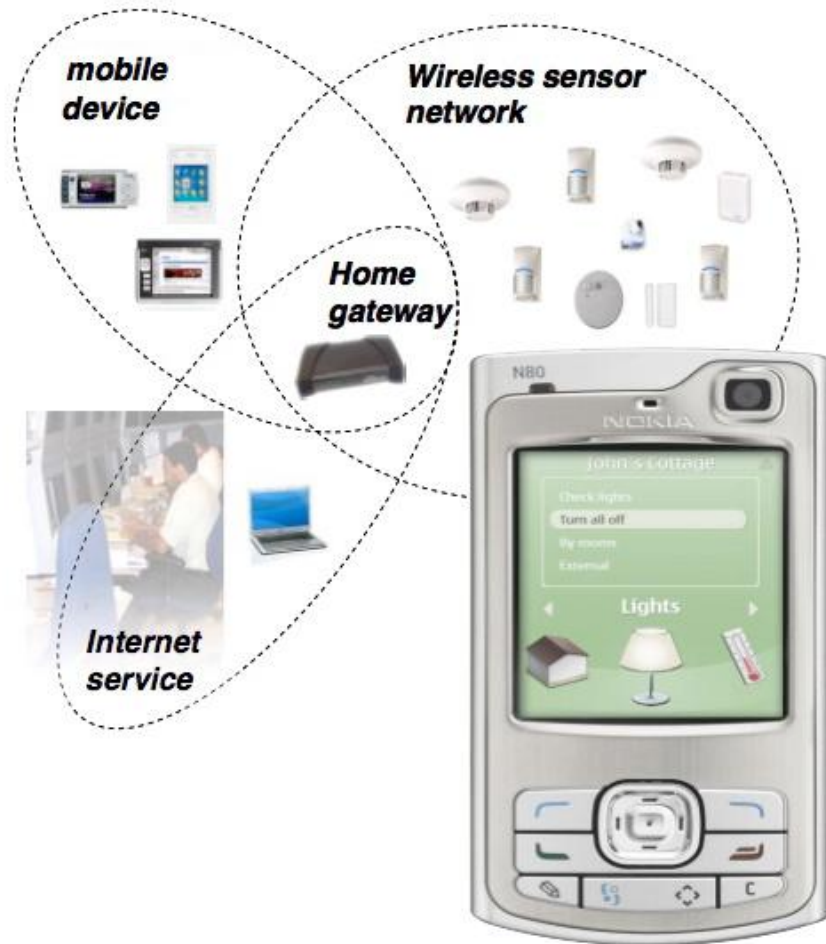 mobile
device
Wireless sensor
network
Home
gateway
Internet
service
N80
NOKIA
John's Cottage
Check lights
Turn all off
By rooms
External
Lights
C